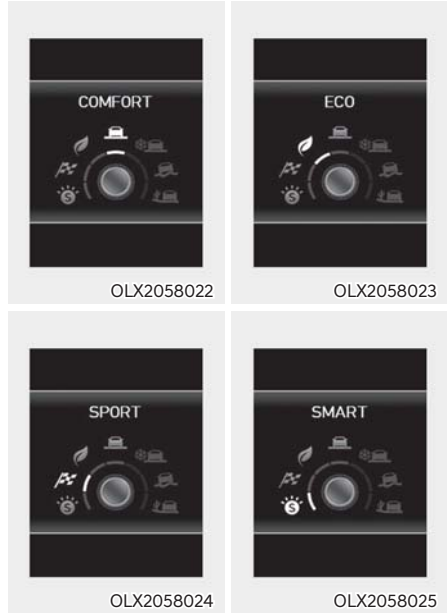 COMFORT
OLX2058022
ECO
OLX2058023
SPORT
OLX2058024
SMART
OLX2058025
S
S
S
S